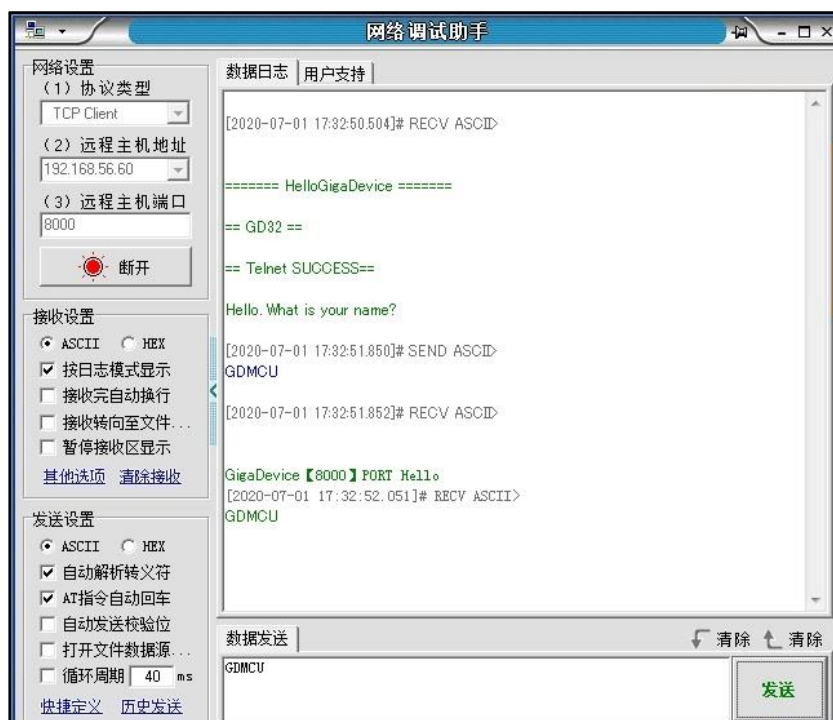 网络调试助手
网络设置
（1）协议类型
TCP Client
（2）远程主机地址
192.168.56.60
（3）远程主机端口
8000
断开
接收设置
ASCII HEX
按日志模式显示
接收完自动换行
接收转向至文件...
暂停接收区显示
其他选项 清除接收
发送设置
ASCII HEX
自动解析转义符
AT指令自动回车
自动发送校验位
打开文件数据源...
循环周期 40 ms
快捷定义 历史发送
数据日志 用户支持
[2020-07-01 17:32:50.504]# RECV ASCII>
======= HelloGigaDevice =======
== GD32 ==
== Telnet SUCCESS==
Hello. What is your name?
[2020-07-01 17:32:51.850]# SEND ASCII>
GDMCU
[2020-07-01 17:32:51.852]# RECV ASCII>
GigaDevice【8000】PORT Hello
[2020-07-01 17:32:52.051]# RECV ASCII>
GDMCU
数据发送 清除 清除
GDMCU
发送